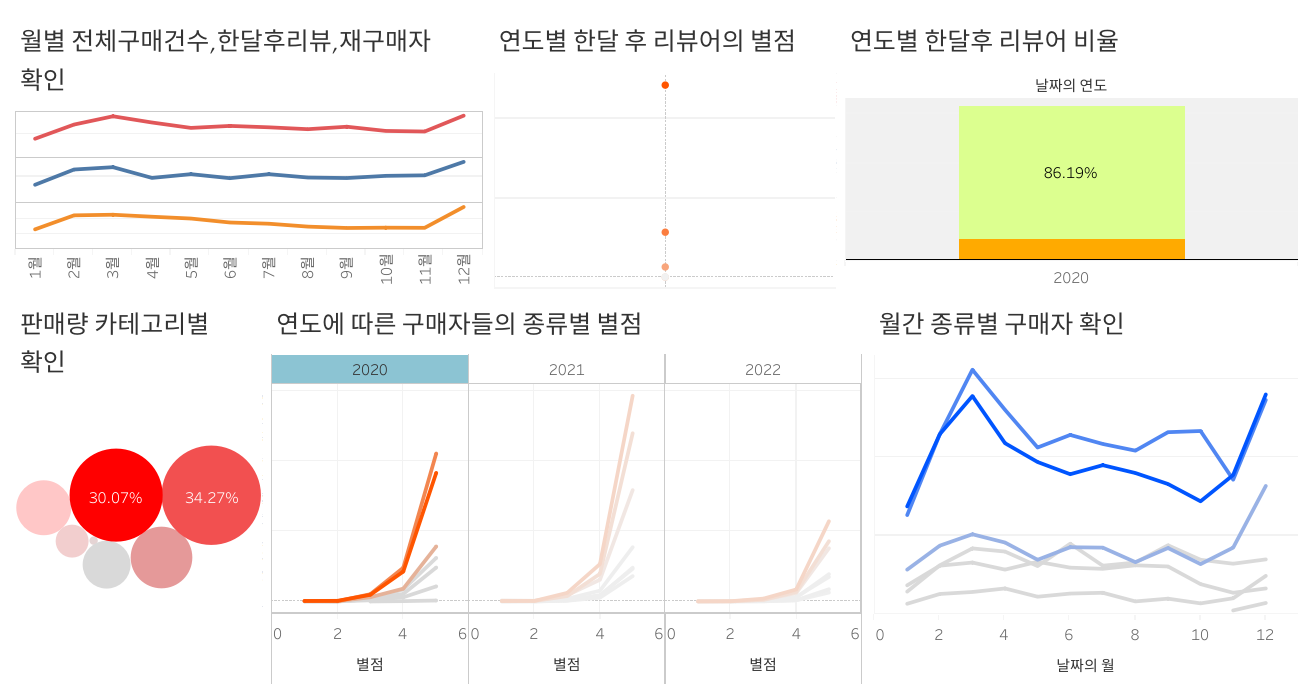 월별 전체구매건수,한달후리뷰,재구매자
확인
1월 2월 3월 4월 5월 6월 7월 8월 9월 10월 11월 12월
연도별 한달 후 리뷰어의 별점
연도별 한달후 리뷰어 비율
날짜의 연도
86.19%
2020
판매량 카테고리별
확인
30.07% 34.27%
연도에 따른 구매자들의 종류별 별점
2020 2021 2022
0 2 4 6 0 2 4 6 0 2 4 6
별점 별점 별점
월간 종류별 구매자 확인
0 2 4 6 8 10 12
날짜의 월